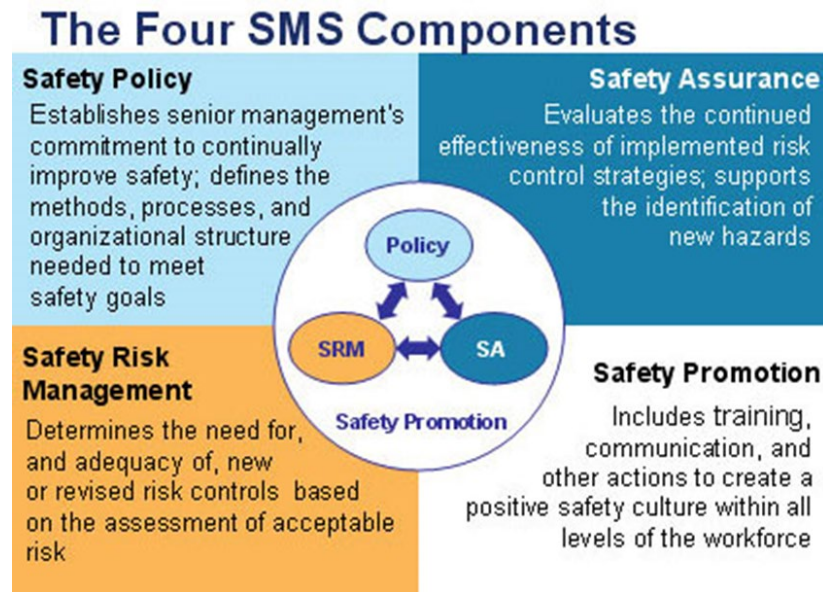 The Four SMS Components
Safety Policy
Establishes senior management's
commitment to continually
improve safety; defines the
methods, processes, and
organizational structure
needed to meet
safety goals
Safety Assurance
Evaluates the continued
effectiveness of implemented risk
control strategies; supports
the identification of
new hazards
Policy
SRM
SA
Safety Promotion
Safety Risk
Management
Determines the need for,
and adequacy of, new
or revised risk controls based
on the assessment of acceptable
risk
Safety Promotion
Includes training,
communication, and
other actions to create a
positive safety culture within all
levels of the workforce